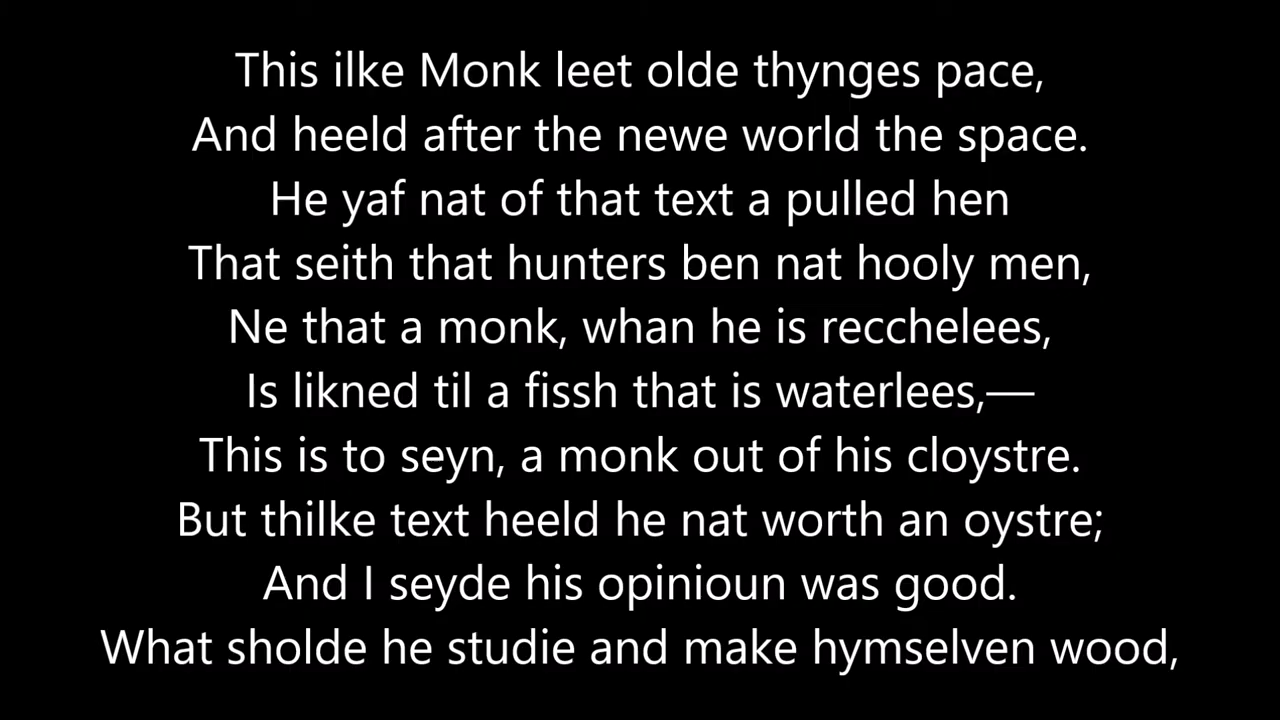 This ilke Monk leet olde thynges pace,
And heeld after the newe world the space.
He yaf nat of that text a pulled hen
That seith that hunters ben nat hooly men,
Ne that a monk, whan he is reccheless,
Is likned til a fissh that is waterlees,—
This is to seyn, a monk out of his cloystre.
But thilke text heeld he nat worth an oystre;
And I seyde his opinioun was good.
What sholde he studie and make hymselven wood,